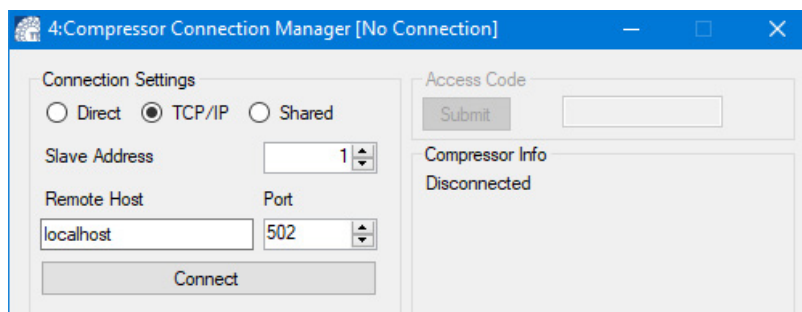 4:Compressor Connection Manager [No Connection]
Connection Settings
Direct TCP/IP Shared
Slave Address 1
Remote Host Port
localhost 502
Connect
Access Code
Submit
Compressor Info
Disconnected